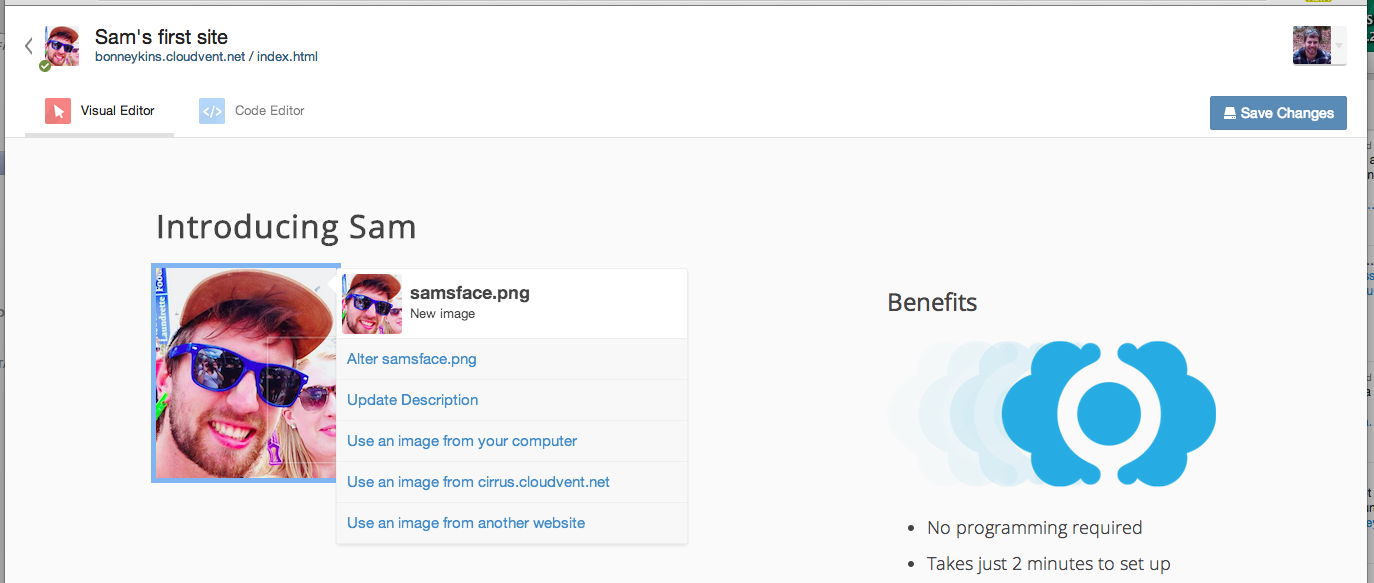 Sam's first site
bonneykins.cloudvent.net / index.html
Visual Editor
</> Code Editor
Save Changes
Introducing Sam
Laundrette Foo
samsface.png
New image
Alter samsface.png
Update Description
Use an image from your computer
Use an image from cirrus.cloudvent.net
Use an image from another website
Benefits
No programming required
Takes just 2 minutes to set up